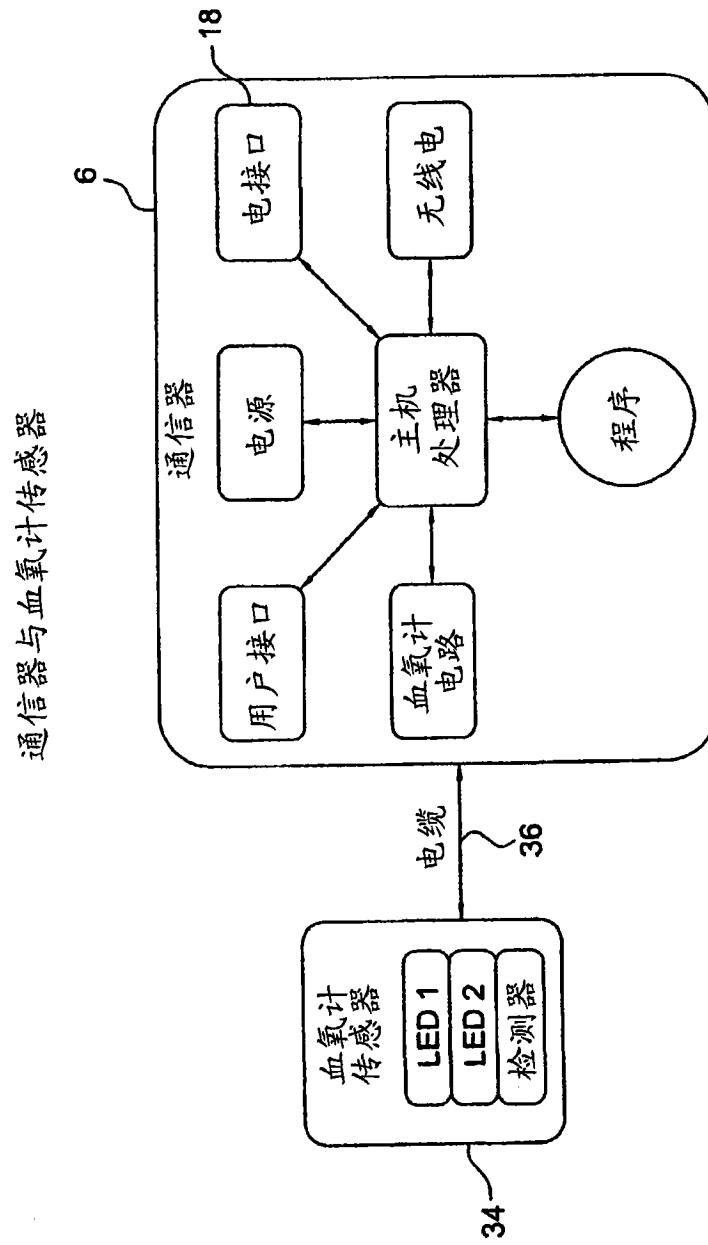 通信器与血氧计传感器
6
18
通信器
用户接口
电源
电接口
血氧计
电路
主机
处理器
无线电
程序
电缆
36
血氧计
传感器
LED 1
LED 2
检测器
34